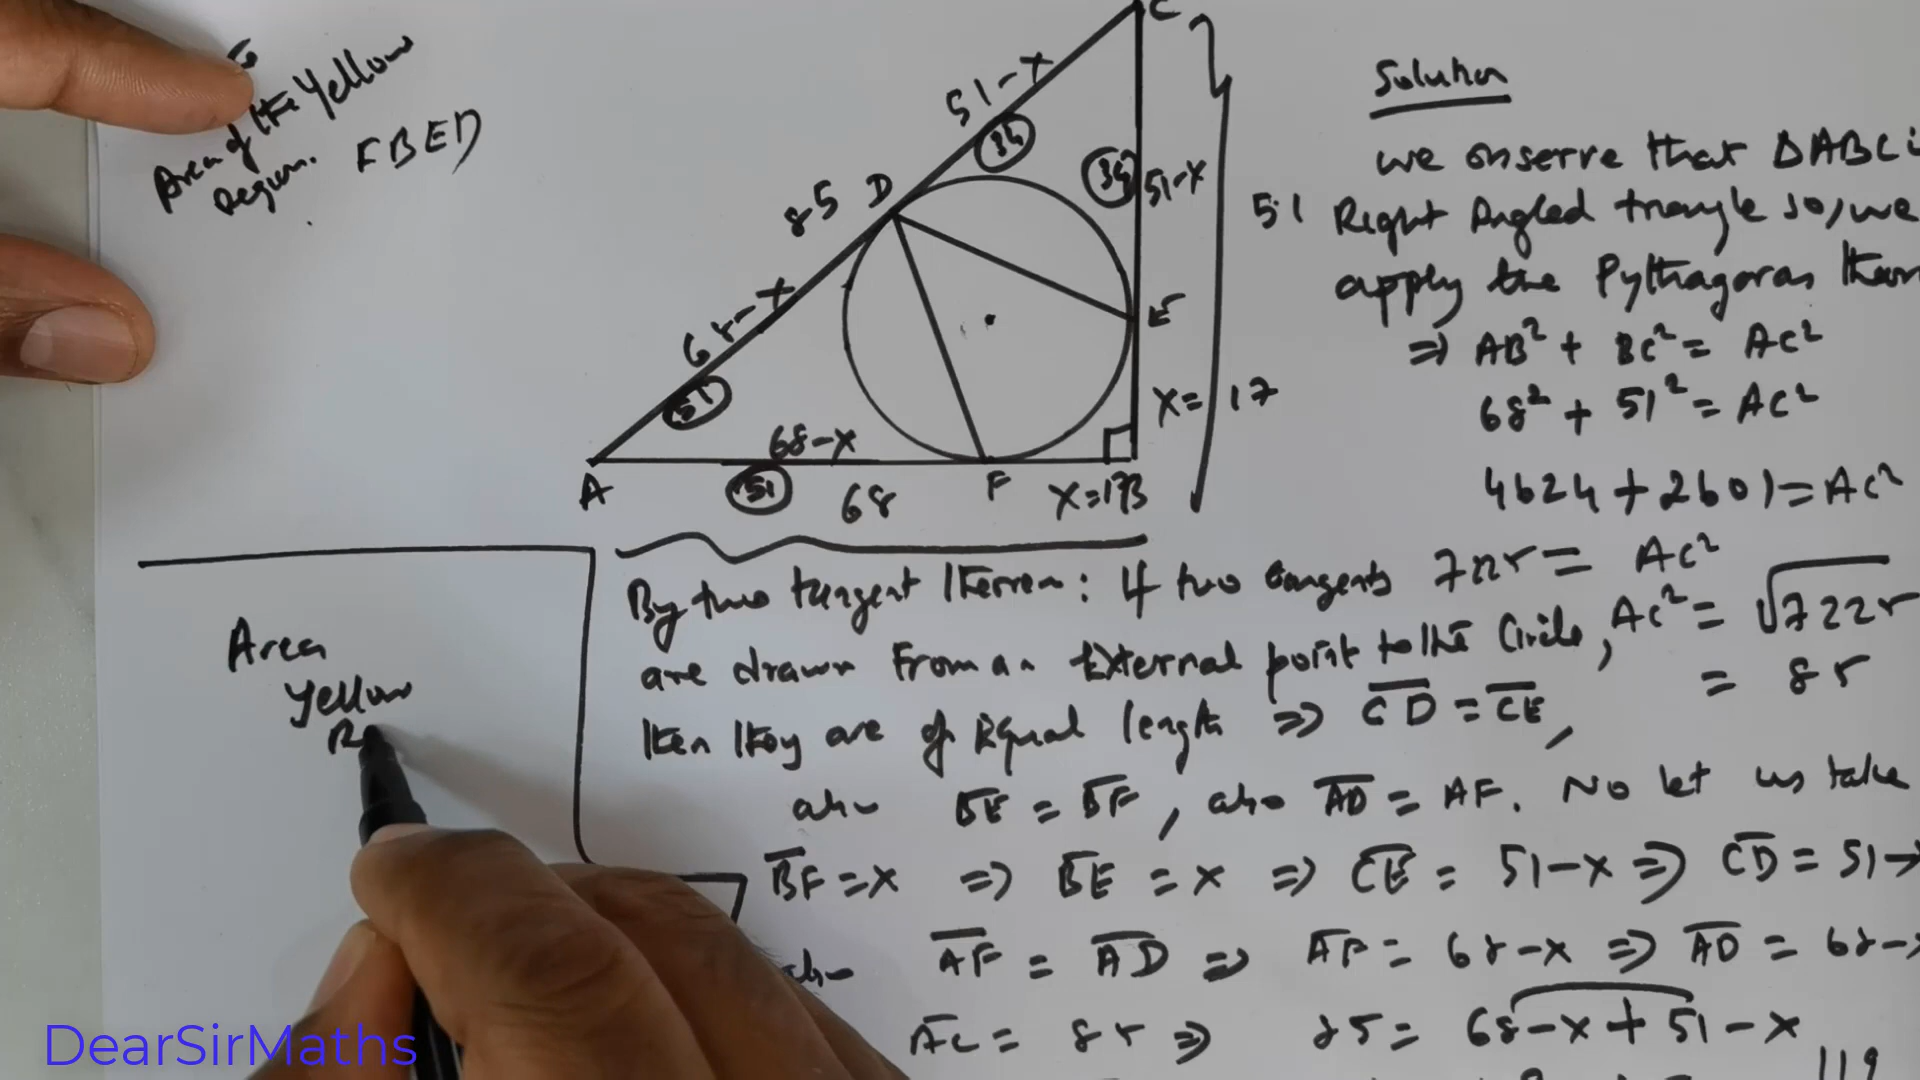 Area of the Yellow
Region. FBED
C
51-x
34
34
51-x
51
85
D
68-x
51
E
x=17
68-x
A
51
68
F
x=17
B
Solution
we onserve that ΔABC i
Right Angled triangle so, we
apply the Pythagoras
⇒ AB² + BC² = AC²
68² + 51² = AC²
4624 + 2601 = AC²
7225 = AC²
AC² = √7225
= 85
By two tangent therrem: If two tangents
are drawn From an External point to the Circle,
then they are of Equal length ⇒ CD = CE,
also BE = BF, also AD = AF. No let us take
BF = x ⇒ BE = x ⇒ CE = 51-x ⇒ CD = 51-
also AF = AD ⇒ AF = 68-x ⇒ AD = 68-x
AC = 85 ⇒ 85 = 68-x + 51-x
119
Area
Yellow
DearSirMaths